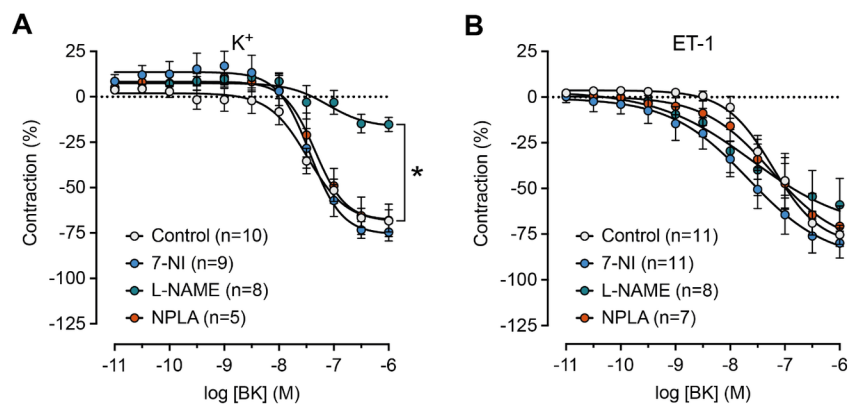 A
K+
25
0
-25
-50
-75
-100
-125
Contraction (%)
Control (n=10)
7-NI (n=9)
L-NAME (n=8)
NPLA (n=5)
*
-11 -10 -9 -8 -7 -6
log [BK] (M)
B
ET-1
25
0
-25
-50
-75
-100
-125
Contraction (%)
Control (n=11)
7-NI (n=11)
L-NAME (n=8)
NPLA (n=7)
-11 -10 -9 -8 -7 -6
log [BK] (M)